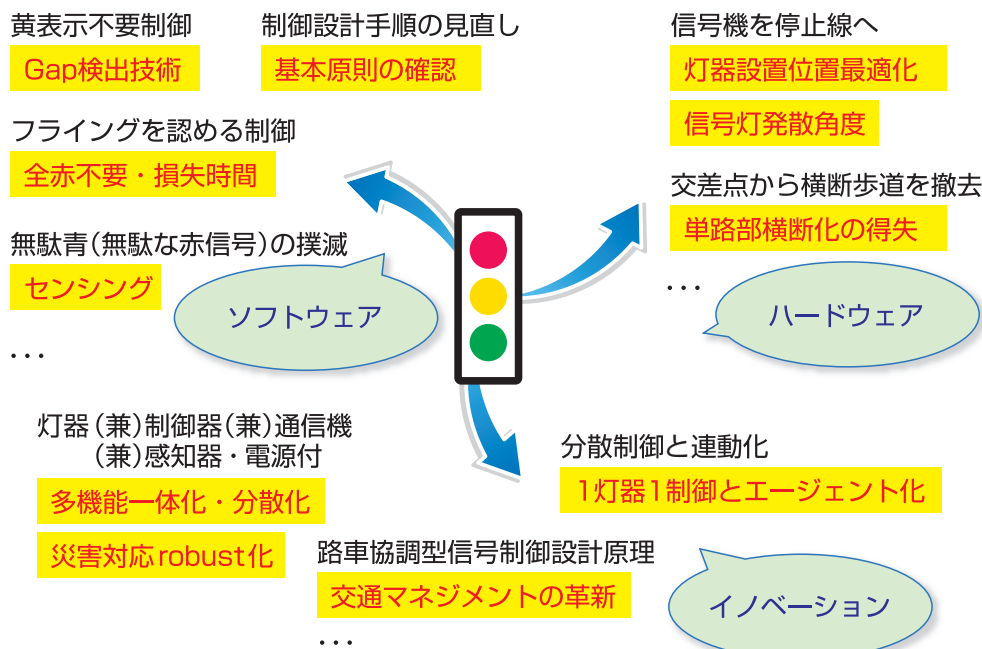 黄表示不要制御
Gap検出技術
制御設計手順の見直し
基本原則の確認
フライングを認める制御
全赤不要・損失時間
無駄青(無駄な赤信号)の撲滅
センシング
...
ソフトウェア
信号機を停止線へ
灯器設置位置最適化
信号灯発散角度
交差点から横断歩道を撤去
単路部横断化の得失
...
ハードウェア
灯器(兼)制御器(兼)通信機
(兼)感知器・電源付
多機能一体化・分散化
災害対応robust化
分散制御と連動化
1灯器1制御とエージェント化
路車協調型信号制御設計原理
交通マネジメントの革新
...
イノベーション